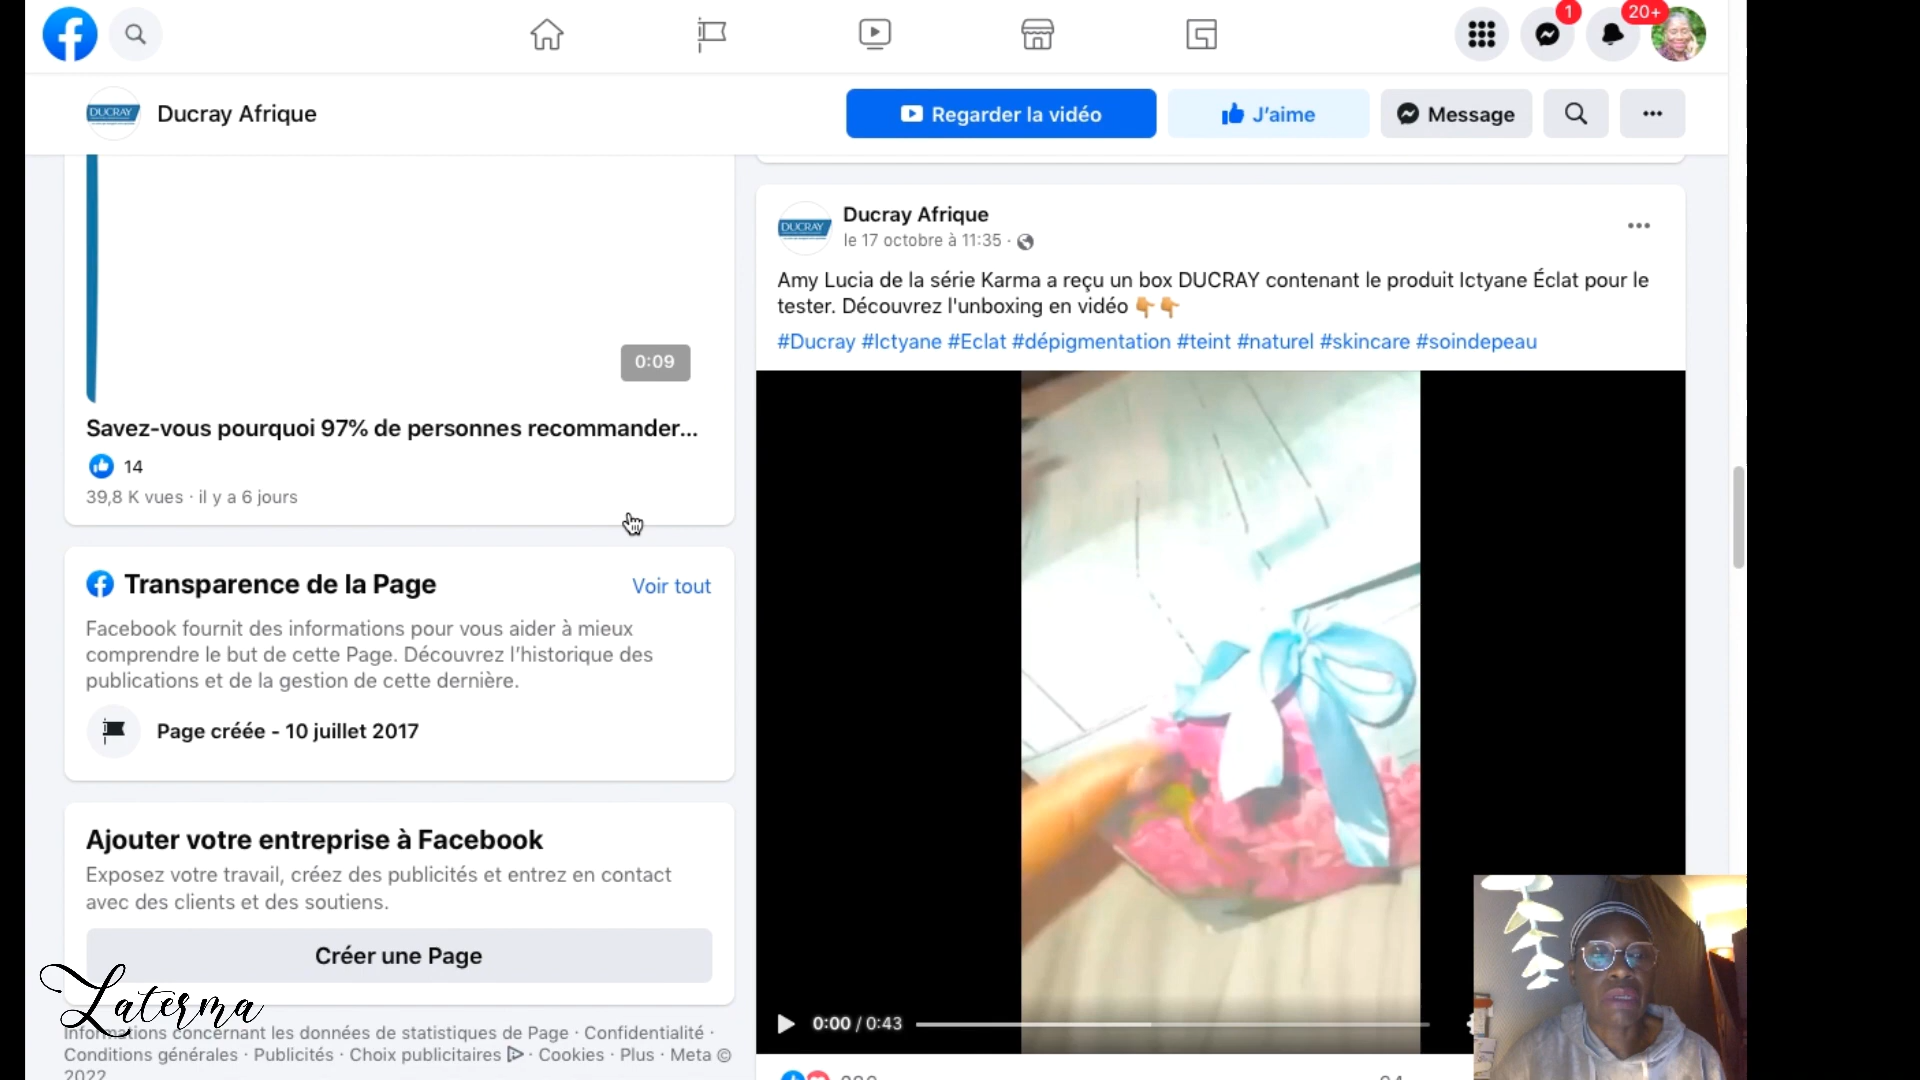 1
20+
DUCRAY
Ducray Afrique
Regarder la vidéo
J'aime
Message
0:09
Savez-vous pourquoi 97% de personnes recommander...
14
39,8 K vues · il y a 6 jours
Transparence de la Page
Voir tout
Facebook fournit des informations pour vous aider à mieux
comprendre le but de cette Page. Découvrez l'historique des
publications et de la gestion de cette dernière.
Page créée - 10 juillet 2017
Ajouter votre entreprise à Facebook
Exposez votre travail, créez des publicités et entrez en contact
avec des clients et des soutiens.
Créer une Page
Laterma
Informations concernant les données de statistiques de Page · Confidentialité ·
Conditions générales · Publicités · Choix publicitaires · Cookies · Plus · Meta ©
2022
DUCRAY
Ducray Afrique
le 17 octobre à 11:35 ·
Amy Lucia de la série Karma a reçu un box DUCRAY contenant le produit Ictyane Éclat pour le
tester. Découvrez l'unboxing en vidéo 👇🏽👇🏽
#Ducray #Ictyane #Eclat #dépigmentation #teint #naturel #skincare #soindepeau
0:00 / 0:43